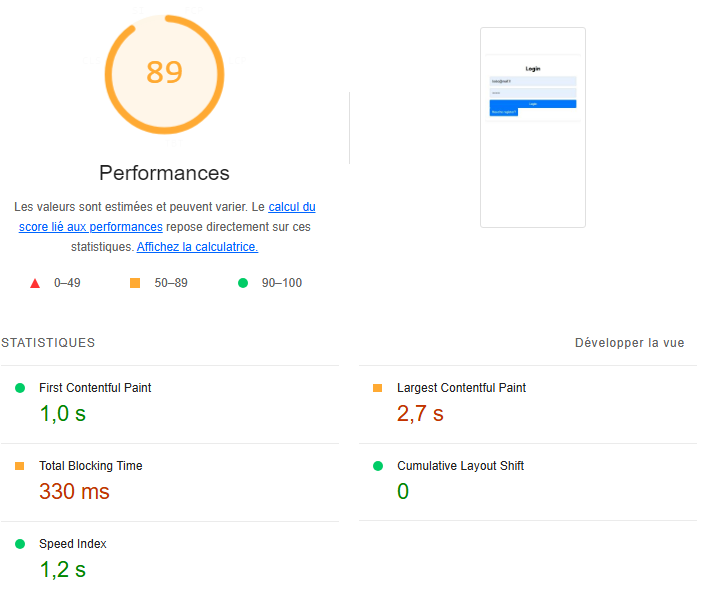 89
Performances
Les valeurs sont estimées et peuvent varier. Le calcul du
score lié aux performances repose directement sur ces
statistiques. Affichez la calculatrice.
0–49
50–89
90–100
Login
Login
STATISTIQUES
Développer la vue
First Contentful Paint
1,0 s
Largest Contentful Paint
2,7 s
Total Blocking Time
330 ms
Cumulative Layout Shift
0
Speed Index
1,2 s